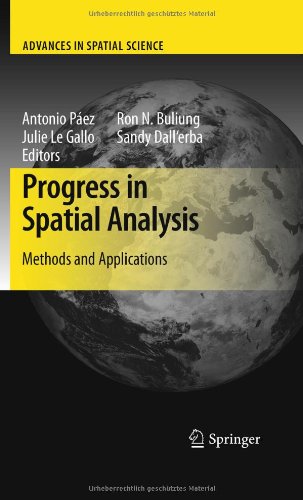 Urheberrechtlich geschütztes Material
ADVANCES IN SPATIAL SCIENCE
Antonio Páez Ron N. Buliung
Julie Le Gallo Sandy Dall'erba
Editors
Progress in
Spatial Analysis
Methods and Applications
Springer
Urheberrechtlich geschütztes Material